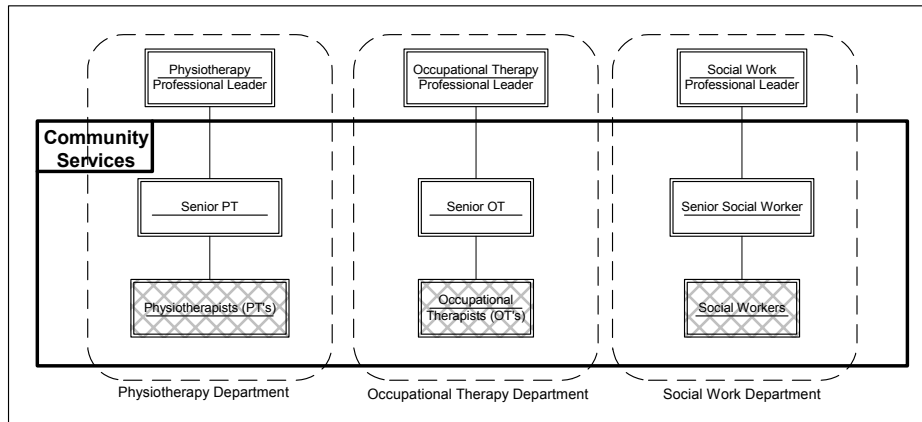 Physiotherapy
Professional Leader
Occupational Therapy
Professional Leader
Social Work
Professional Leader
Community
Services
Senior PT
Senior OT
Senior Social Worker
Physiotherapists (PT's)
Occupational
Therapists (OT's)
Social Workers
Physiotherapy Department
Occupational Therapy Department
Social Work Department